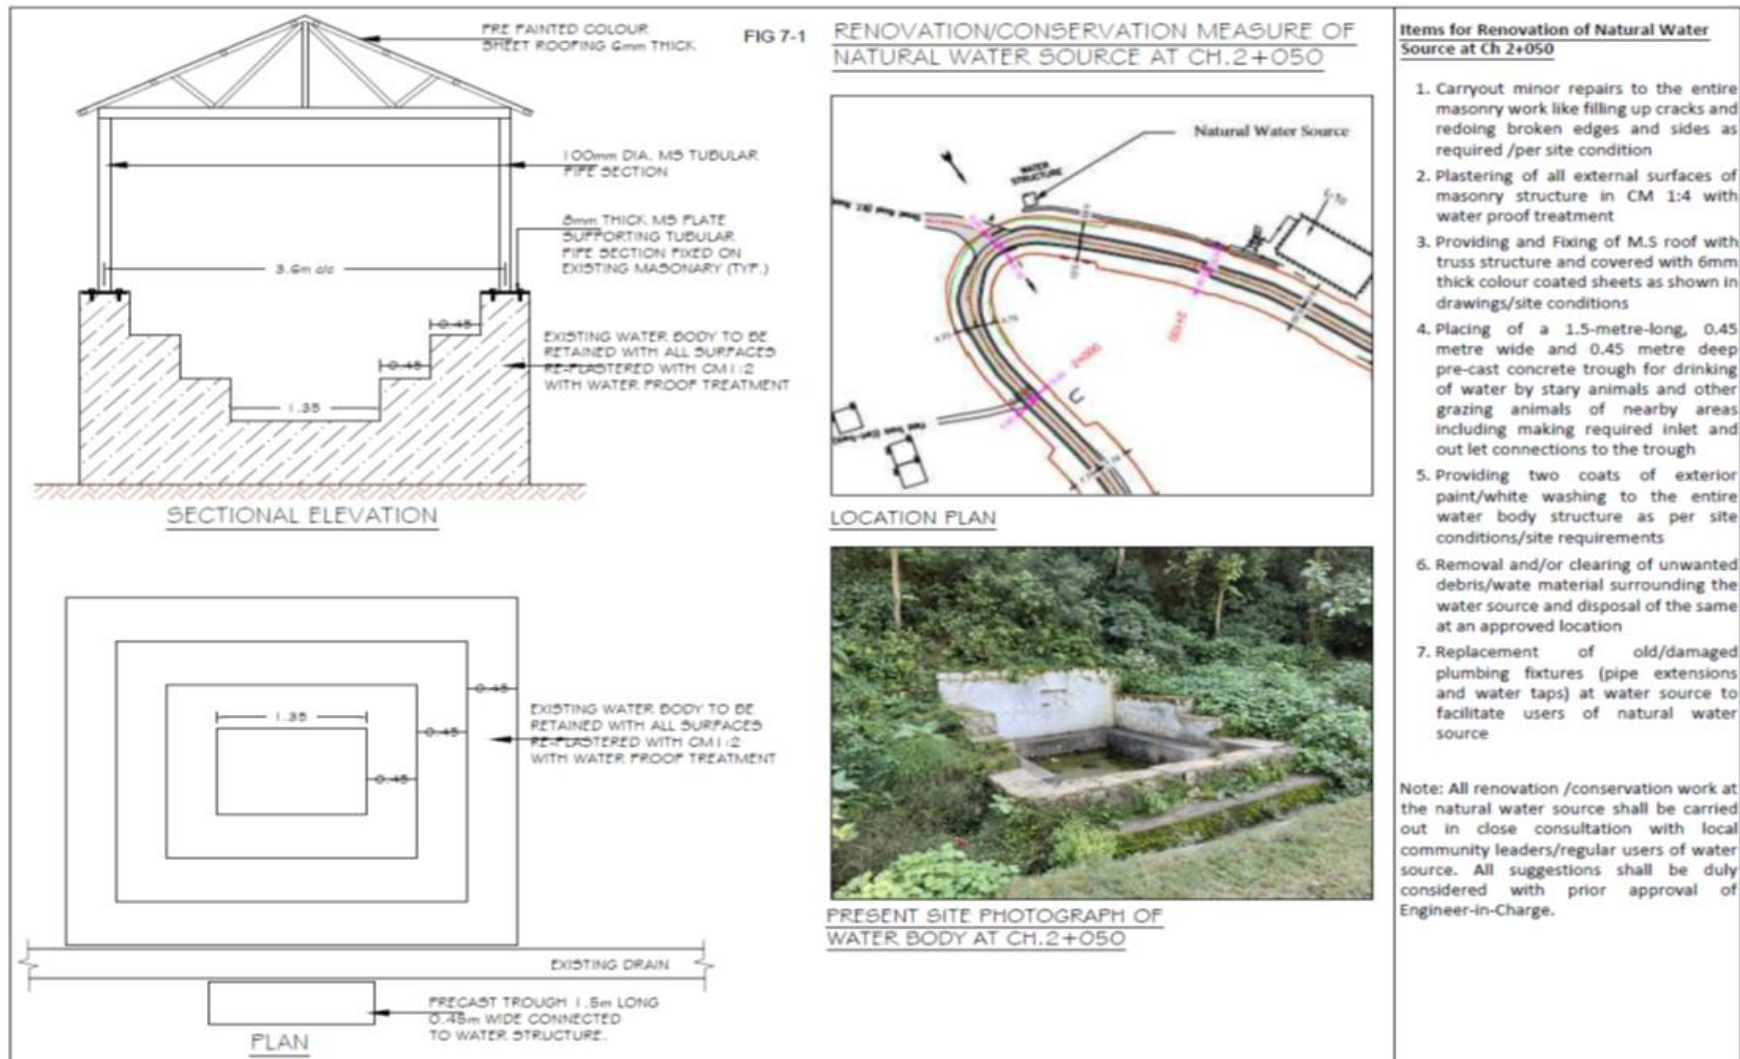 PRE PAINTED COLOUR
SHEET ROOFING 6mm THICK
100mm DIA. MS TUBULAR
PIPE SECTION
8mm THICK MS PLATE
SUPPORTING TUBULAR
PIPE SECTION FIXED ON
EXISTING MASONARY (TYP.)
3.6m c/c
0.45
0.45
1.35
EXISTING WATER BODY TO BE
RETAINED WITH ALL SURFACES
RE-PLASTERED WITH CM1:2
WITH WATER PROOF TREATMENT
SECTIONAL ELEVATION
0.45
0.45
1.35
0.45
EXISTING WATER BODY TO BE
RETAINED WITH ALL SURFACES
RE-PLASTERED WITH CM1:2
WITH WATER PROOF TREATMENT
EXISTING DRAIN
PRECAST TROUGH 1.5m LONG
0.45m WIDE CONNECTED
TO WATER STRUCTURE.
PLAN
FIG 7-1
RENOVATION/CONSERVATION MEASURE OF
NATURAL WATER SOURCE AT CH.2+050
Natural Water Source
WATER
STRUCTURE
2+100
2+000
LOCATION PLAN
PRESENT SITE PHOTOGRAPH OF
WATER BODY AT CH.2+050
Items for Renovation of Natural Water
Source at Ch 2+050
1. Carryout minor repairs to the entire
masonry work like filling up cracks and
redoing broken edges and sides as
required /per site condition
2. Plastering of all external surfaces of
masonry structure in CM 1:4 with
water proof treatment
3. Providing and Fixing of M.S roof with
truss structure and covered with 6mm
thick colour coated sheets as shown in
drawings/site conditions
4. Placing of a 1.5-metre-long, 0.45
metre wide and 0.45 metre deep
pre-cast concrete trough for drinking
of water by stary animals and other
grazing animals of nearby areas
including making required inlet and
out let connections to the trough
5. Providing two coats of exterior
paint/white washing to the entire
water body structure as per site
conditions/site requirements
6. Removal and/or clearing of unwanted
debris/wate material surrounding the
water source and disposal of the same
at an approved location
7. Replacement of old/damaged
plumbing fixtures (pipe extensions
and water taps) at water source to
facilitate users of natural water
source
Note: All renovation /conservation work at
the natural water source shall be carried
out in close consultation with local
community leaders/regular users of water
source. All suggestions shall be duly
considered with prior approval of
Engineer-in-Charge.